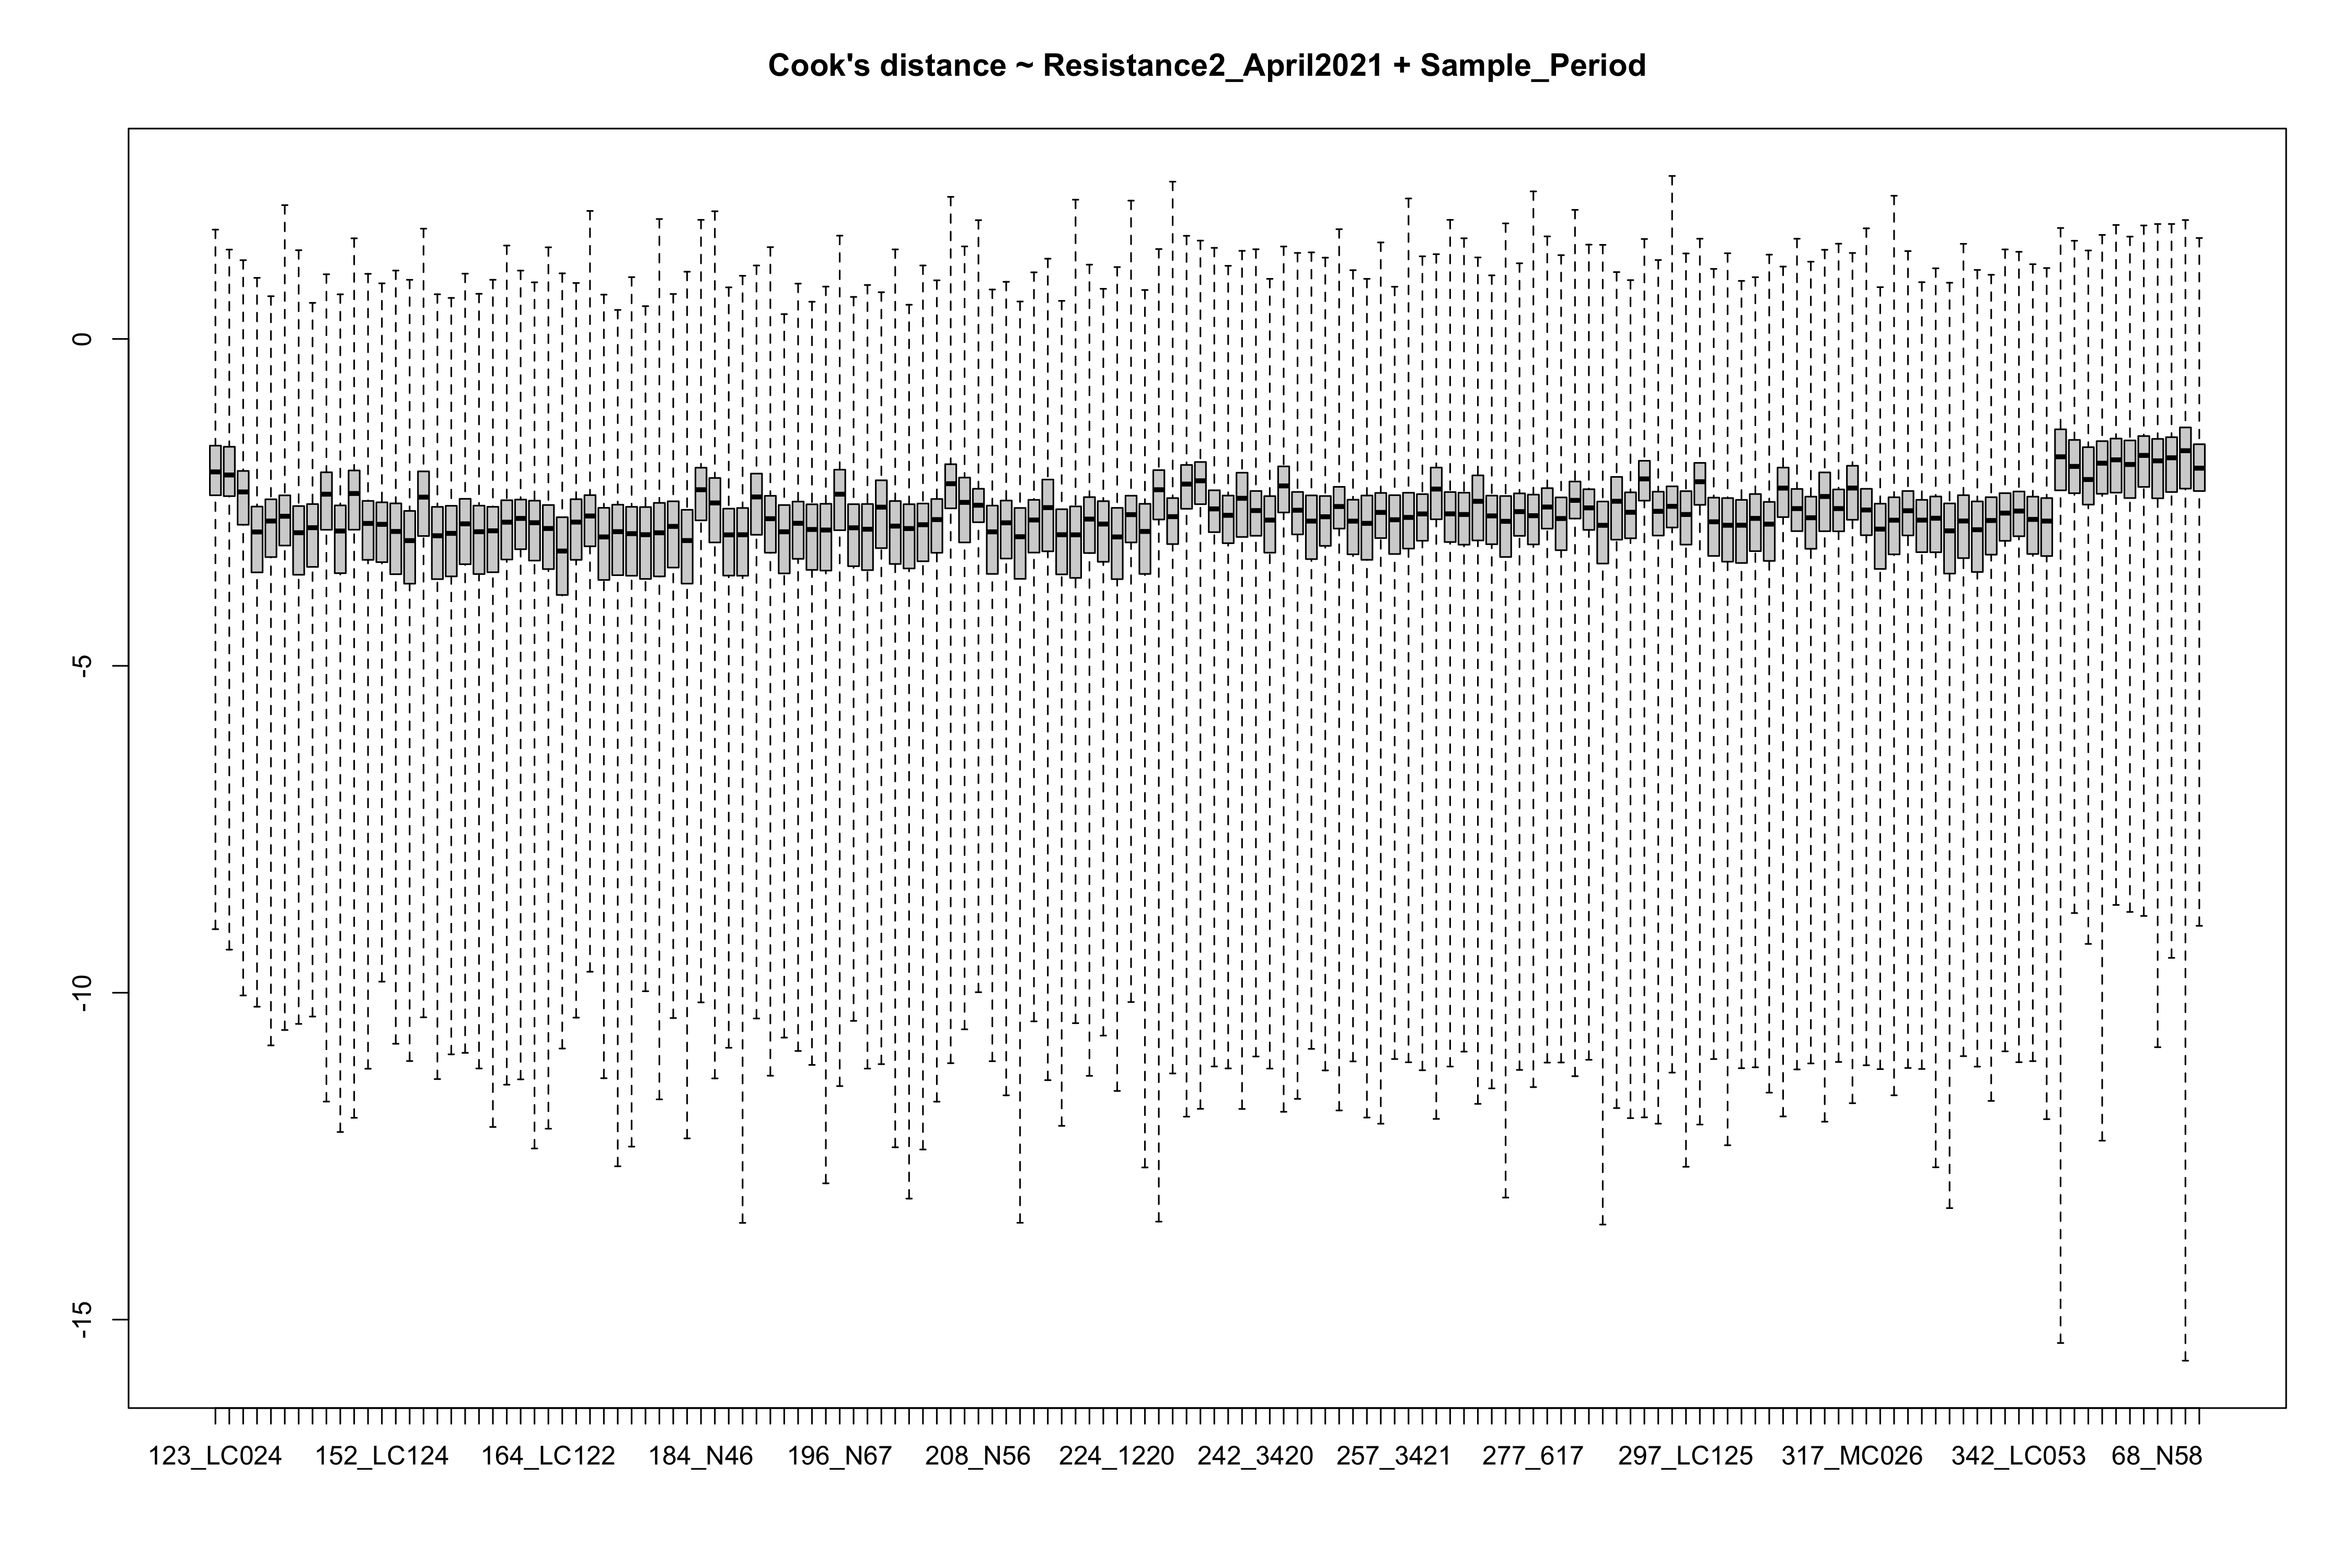 Cook's distance ~ Resistance2_April2021 + Sample_Period
0
-5
-10
-15
123_LC024 152_LC124 164_LC122 184_N46 196_N67 208_N56 224_1220 242_3420 257_3421 277_617 297_LC125 317_MC026 342_LC053 68_N58